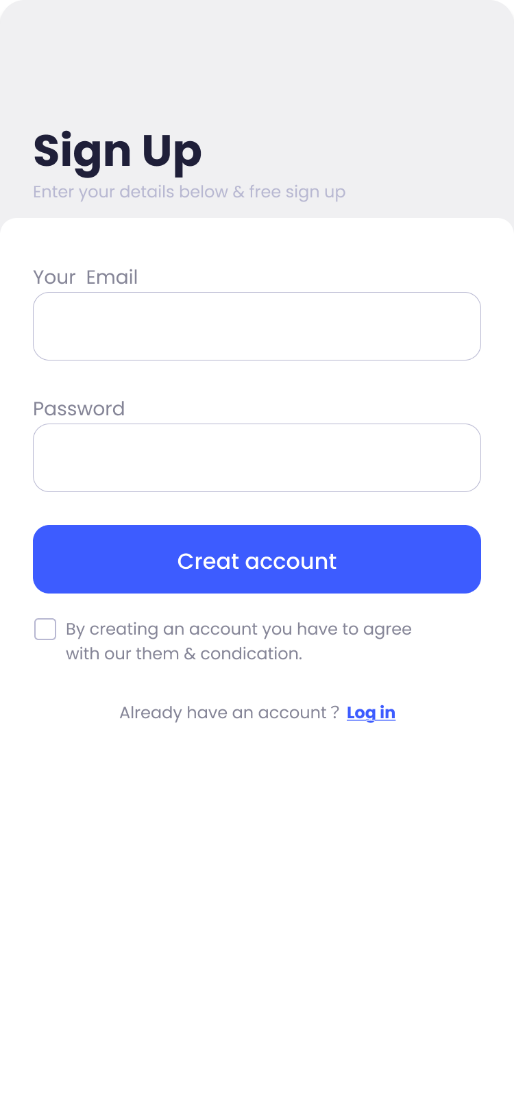 Sign Up
Enter your details below & free sign up
Your  Email
Password
Creat account
By creating an account you have to agree
with our them & condication.
Already have an account ? Log in